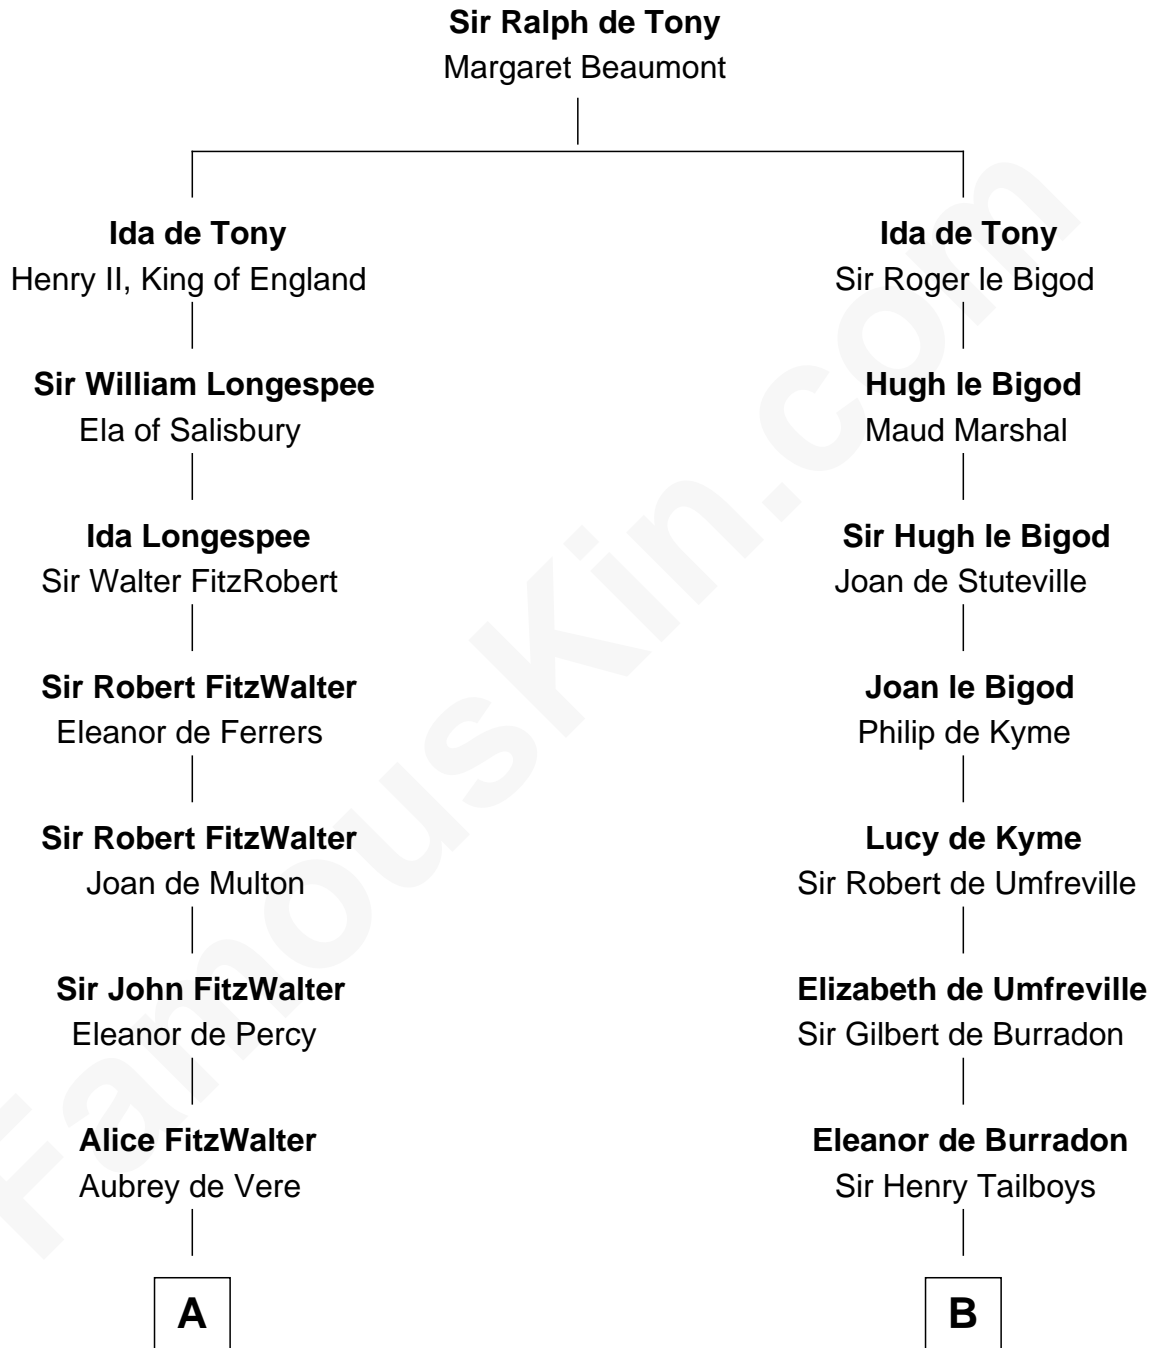 Sir Ralph de Tony
Margaret Beaumont
Ida de Tony
Henry II, King of England
Ida de Tony
Sir Roger le Bigod
Sir William Longespee
Ela of Salisbury
Hugh le Bigod
Maud Marshal
Ida Longespee
Sir Walter FitzRobert
Sir Hugh le Bigod
Joan de Stuteville
Sir Robert FitzWalter
Eleanor de Ferrers
Joan le Bigod
Philip de Kyme
Sir Robert FitzWalter
Joan de Multon
Lucy de Kyme
Sir Robert de Umfreville
Sir John FitzWalter
Eleanor de Percy
Elizabeth de Umfreville
Sir Gilbert de Burradon
Alice FitzWalter
Aubrey de Vere
Eleanor de Burradon
Sir Henry Tailboys
A
B
FamousKin.com